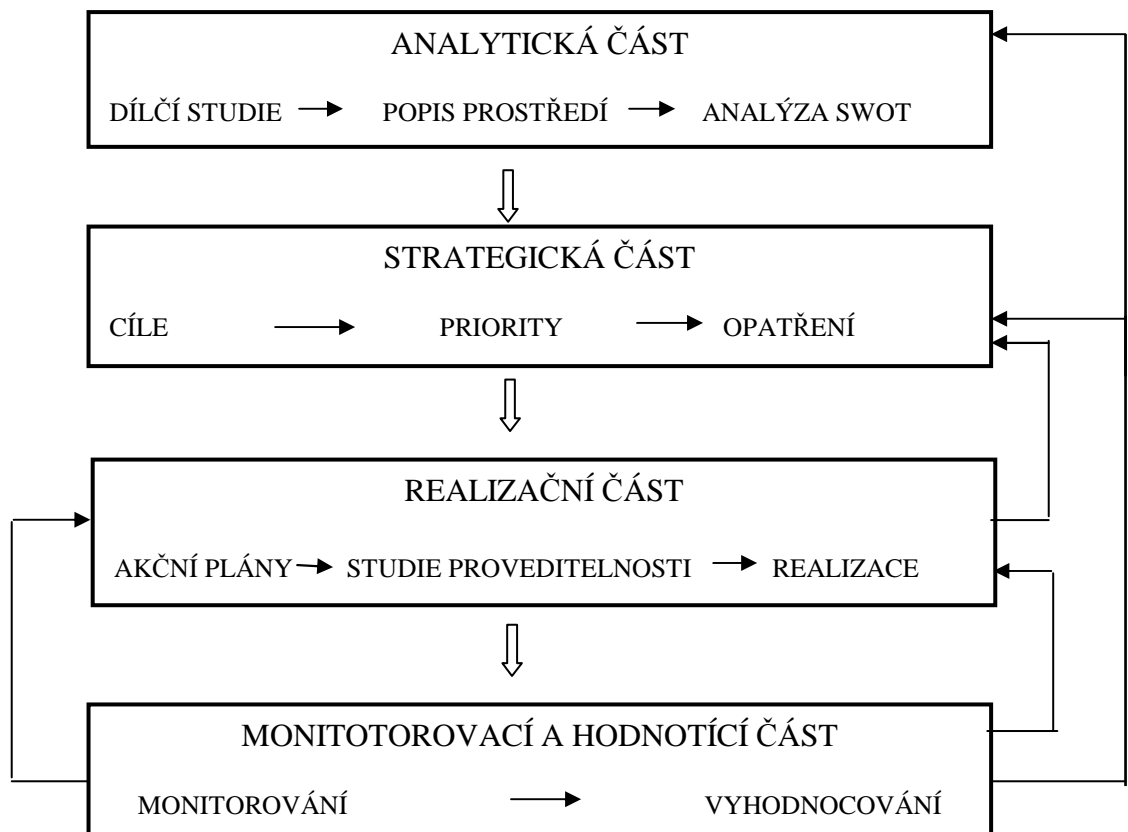 ANALYTICKÁ ČÁST
DÍLČÍ STUDIE POPIS PROSTŘEDÍ ANALÝZA SWOT
STRATEGICKÁ ČÁST
CÍLE PRIORITY OPATŘENÍ
REALIZAČNÍ ČÁST
AKČNÍ PLÁNY STUDIE PROVEDITELNOSTI REALIZACE
MONITOTOROVACÍ A HODNOTÍCÍ ČÁST
MONITOROVÁNÍ VYHODNOCOVÁNÍ